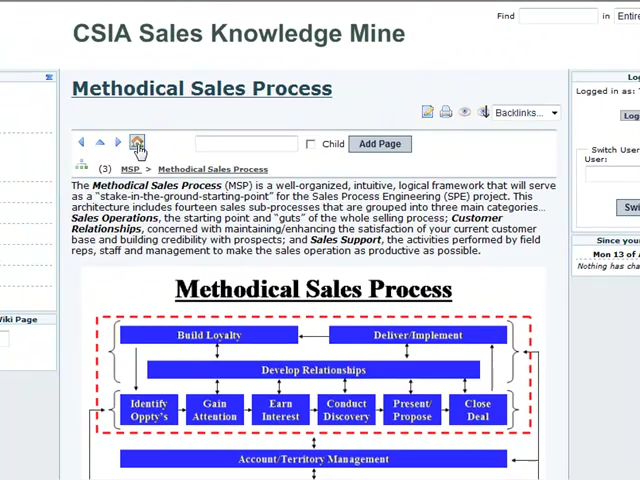 Find in Entire
CSIA Sales Knowledge Mine
Methodical Sales Process
Logged in as:
Backlinks...
Child Add Page
Switch User
User:
(3) MSP > Methodical Sales Process
The Methodical Sales Process (MSP) is a well-organized, intuitive, logical framework that will serve
as a "stake-in-the-ground-starting-point" for the Sales Process Engineering (SPE) project. This
architecture includes fourteen sales sub-processes that are grouped into three main categories...
Sales Operations, the starting point and "guts" of the whole selling process; Customer
Relationships, concerned with maintaining/enhancing the satisfaction of your current customer
base and building credibility with prospects; and Sales Support, the activities performed by field
reps, staff and management to make the sales operation as productive as possible.
Since your
Mon 13 of
Nothing has cha
Methodical Sales Process
Wiki Page
Build Loyalty Deliver/Implement
Develop Relationships
Identify Gain Earn Conduct Present/ Close
Oppty's Attention Interest Discovery Propose Deal
Account/Territory Management